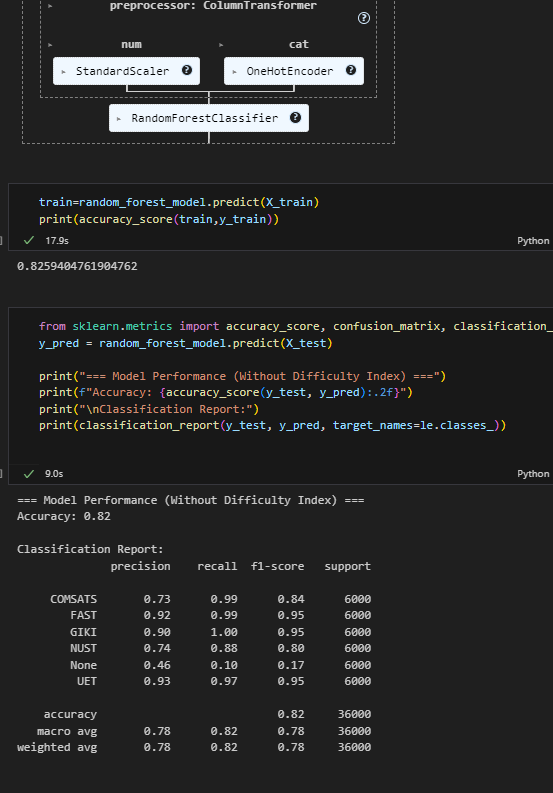 preprocessor: ColumnTransformer
?
num cat
StandardScaler ? OneHotEncoder ?
RandomForestClassifier ?
train=random_forest_model.predict(X_train)
print(accuracy_score(train,y_train))
] ✓ 17.9s Python
0.8259404761904762
from sklearn.metrics import accuracy_score, confusion_matrix, classification_
y_pred = random_forest_model.predict(X_test)
print("=== Model Performance (Without Difficulty Index) ===")
print(f"Accuracy: {accuracy_score(y_test, y_pred):.2f}")
print("\nClassification Report:")
print(classification_report(y_test, y_pred, target_names=le.classes_))
] ✓ 9.0s Python
=== Model Performance (Without Difficulty Index) ===
Accuracy: 0.82
Classification Report:
precision recall f1-score support
COMSATS 0.73 0.99 0.84 6000
FAST 0.92 0.99 0.95 6000
GIKI 0.90 1.00 0.95 6000
NUST 0.74 0.88 0.80 6000
None 0.46 0.10 0.17 6000
UET 0.93 0.97 0.95 6000
accuracy 0.82 36000
macro avg 0.78 0.82 0.78 36000
weighted avg 0.78 0.82 0.78 36000